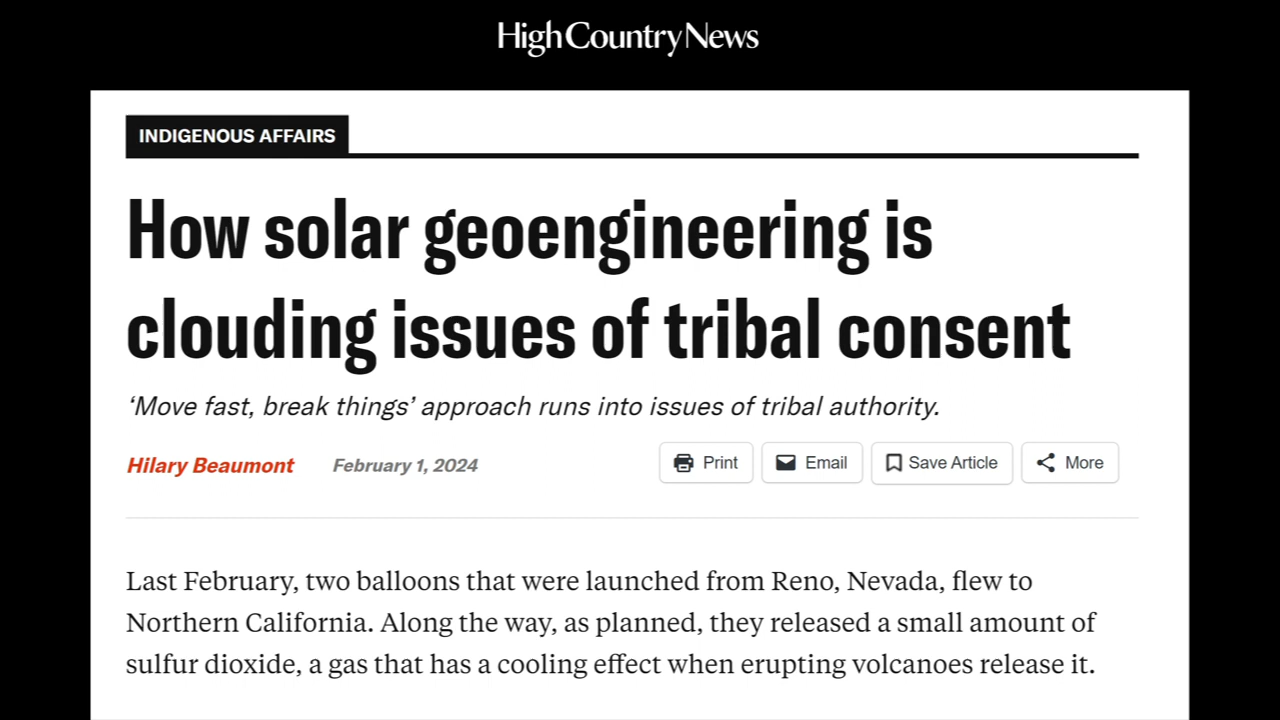 High Country News
INDIGENOUS AFFAIRS
How solar geoengineering is
clouding issues of tribal consent
‘Move fast, break things’ approach runs into issues of tribal authority.
Hilary Beaumont February 1, 2024 Print Email Save Article More
Last February, two balloons that were launched from Reno, Nevada, flew to
Northern California. Along the way, as planned, they released a small amount of
sulfur dioxide, a gas that has a cooling effect when erupting volcanoes release it.